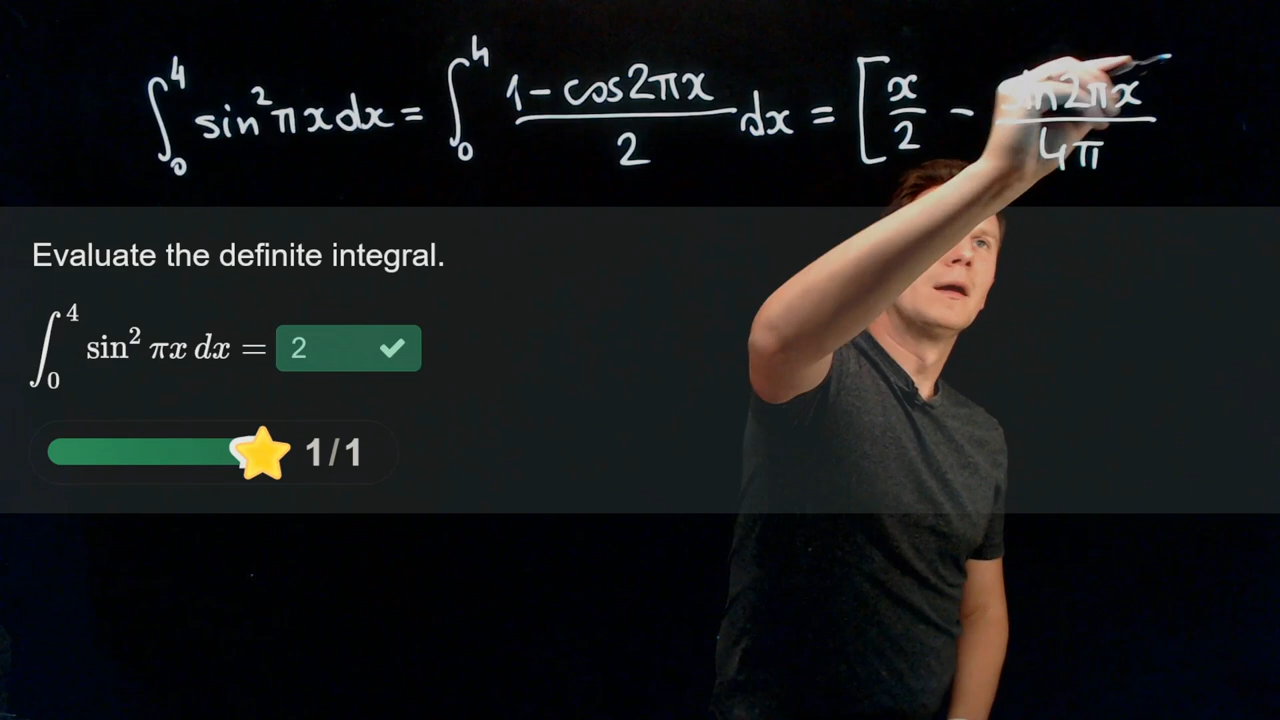 ∫₀⁴ sin²πx dx = ∫₀⁴ (1 - cos2πx)/2 dx = [x/2 - sin2πx/4π
Evaluate the definite integral.
∫₀⁴ sin² πx dx = 2 ✓
1/1